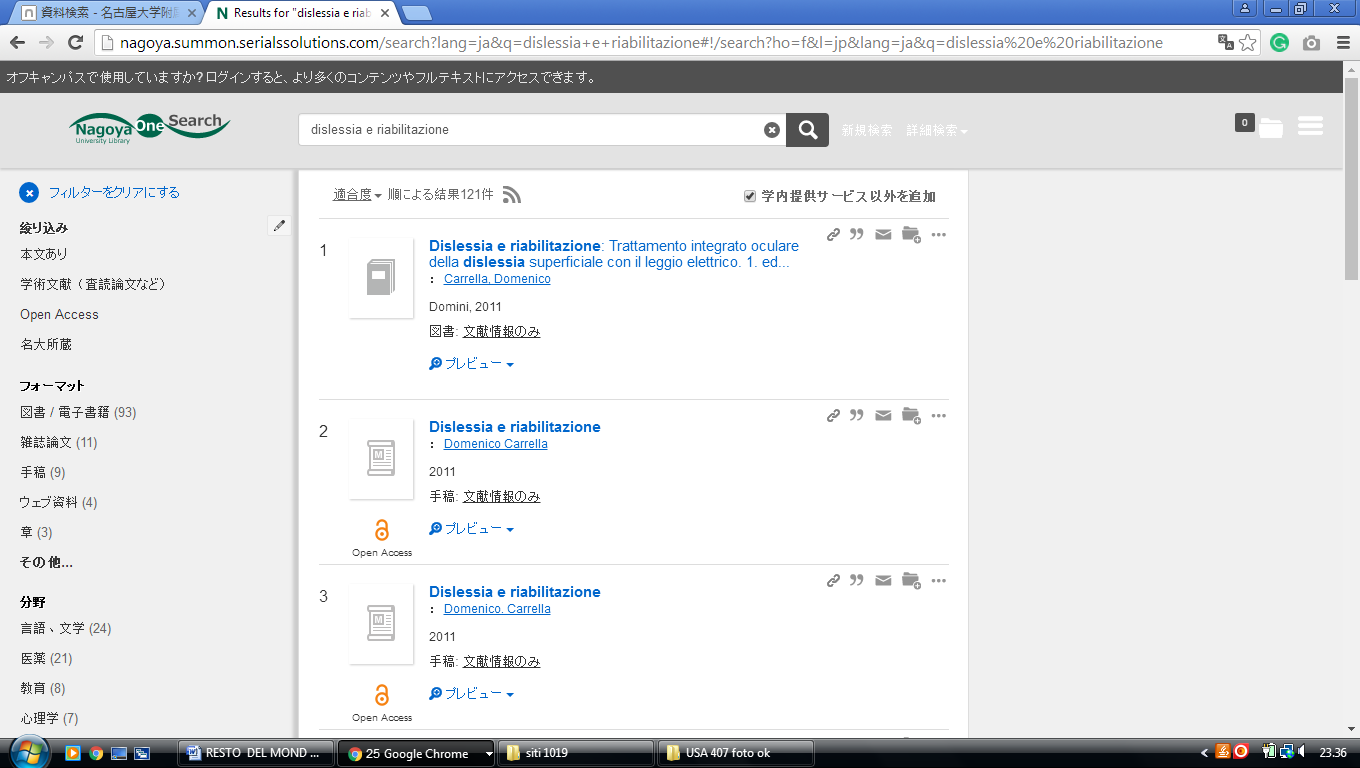 資料検索 - 名古屋大学附
Results for "dislessia e riab
nagoya.summon.serialssolutions.com/search?lang=ja&q=dislessia+e+riabilitazione#!/search?ho=f&l=jp&lang=ja&q=dislessia%20e%20riabilitazione
オフキャンパスで使用していますか? ログインすると、より多くのコンテンツやフルテキストにアクセスできます。
Nagoya One Search
University Library
dislessia e riabilitazione
新規検索
詳細検索
0
フィルターをクリアにする
適合度 順による結果121件
学内提供サービス以外を追加
絞り込み
本文あり
学術文献（査読論文など）
Open Access
名大所蔵
フォーマット
図書 / 電子書籍 (93)
雑誌論文 (11)
手稿 (9)
ウェブ資料 (4)
章 (3)
その他...
分野
言語、文学 (24)
医薬 (21)
教育 (8)
心理学 (7)
1
Dislessia e riabilitazione: Trattamento integrato oculare
della dislessia superficiale con il leggio elettrico. 1. ed...
: Carrella, Domenico
Domini, 2011
図書: 文献情報のみ
プレビュー
2
Dislessia e riabilitazione
: Domenico Carrella
2011
手稿: 文献情報のみ
プレビュー
Open Access
3
Dislessia e riabilitazione
: Domenico. Carrella
2011
手稿: 文献情報のみ
プレビュー
Open Access
RESTO DEL MOND ...
25 Google Chrome
siti 1019
USA 407 foto ok
23.36